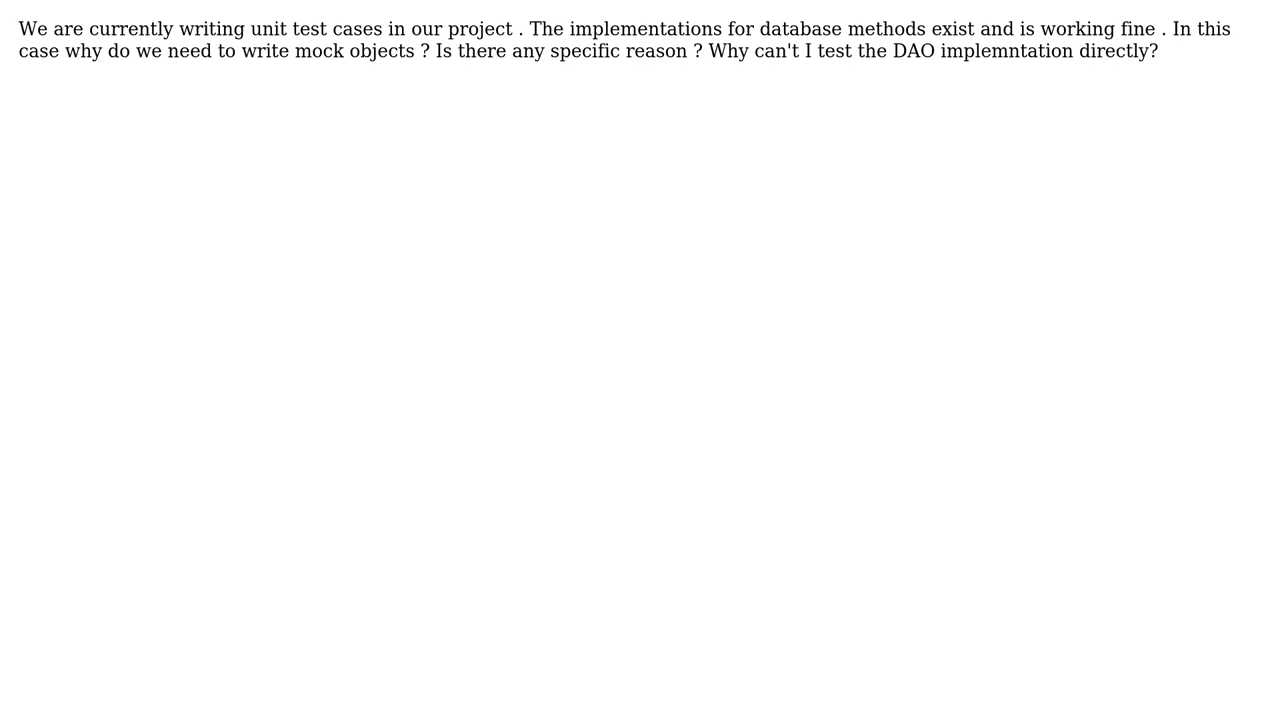 We are currently writing unit test cases in our project . The implementations for database methods exist and is working fine . In this
case why do we need to write mock objects ? Is there any specific reason ? Why can't I test the DAO implemntation directly?